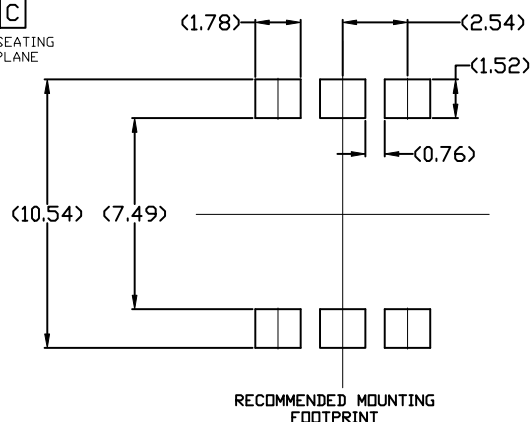 C
SEATING
PLANE
(1.78)
(2.54)
(1.52)
(0.76)
(10.54)
(7.49)
RECOMMENDED MOUNTING
FOOTPRINT